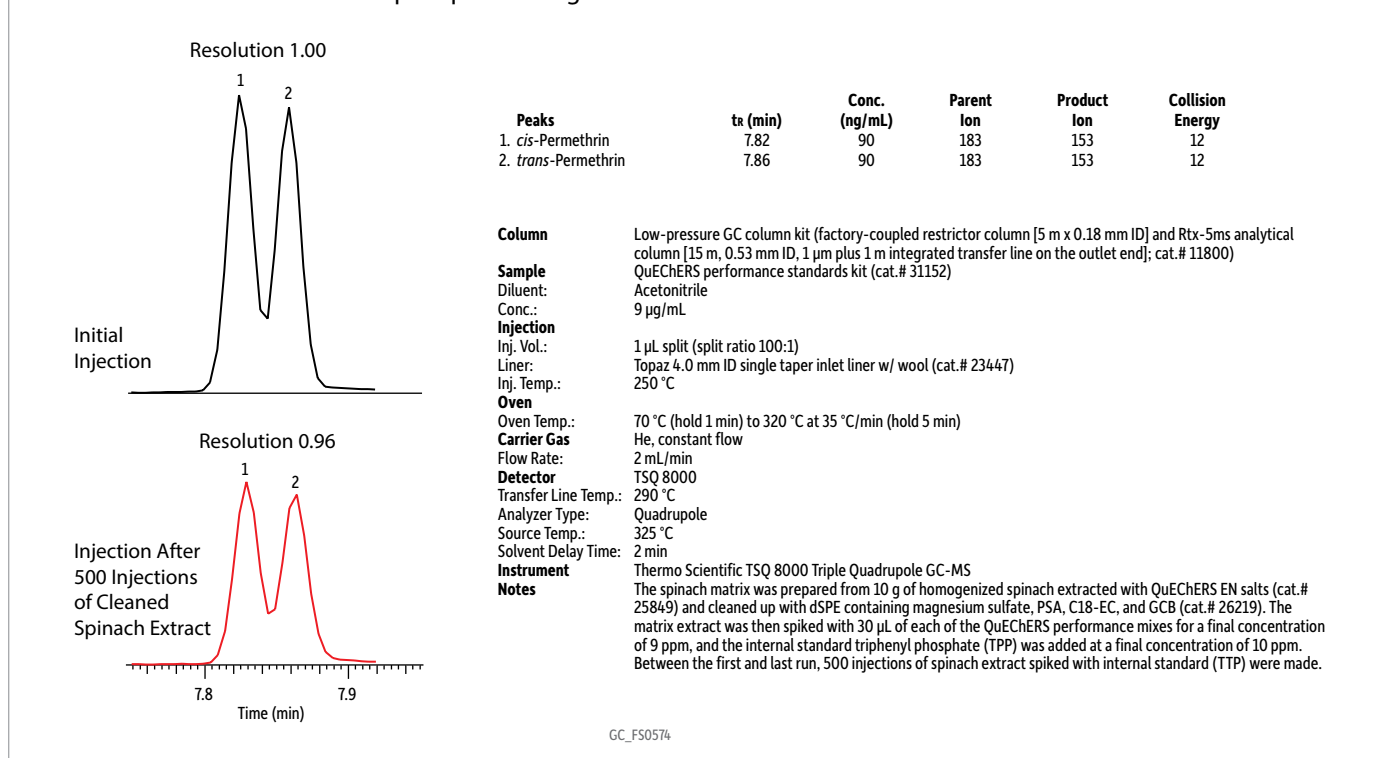 Resolution 1.00
1
2
Initial
Injection
Resolution 0.96
1
2
Injection After
500 Injections
of Cleaned
Spinach Extract
7.8 7.9
Time (min)
Peaks tR (min) Conc. (ng/mL) Parent Ion Product Ion Collision Energy
1. cis-Permethrin 7.82 90 183 153 12
2. trans-Permethrin 7.86 90 183 153 12
Column Low-pressure GC column kit (factory-coupled restrictor column [5 m x 0.18 mm ID] and Rtx-5ms analytical
column [15 m, 0.53 mm ID, 1 µm plus 1 m integrated transfer line on the outlet end]; cat.# 11800)
Sample QuEChERS performance standards kit (cat.# 31152)
Diluent: Acetonitrile
Conc.: 9 µg/mL
Injection
Inj. Vol.: 1 µL split (split ratio 100:1)
Liner: Topaz 4.0 mm ID single taper inlet liner w/ wool (cat.# 23447)
Inj. Temp.: 250 °C
Oven
Oven Temp.: 70 °C (hold 1 min) to 320 °C at 35 °C/min (hold 5 min)
Carrier Gas He, constant flow
Flow Rate: 2 mL/min
Detector TSQ 8000
Transfer Line Temp.: 290 °C
Analyzer Type: Quadrupole
Source Temp.: 325 °C
Solvent Delay Time: 2 min
Instrument Thermo Scientific TSQ 8000 Triple Quadrupole GC-MS
Notes The spinach matrix was prepared from 10 g of homogenized spinach extracted with QuEChERS EN salts (cat.#
25849) and cleaned up with dSPE containing magnesium sulfate, PSA, C18-EC, and GCB (cat.# 26219). The
matrix extract was then spiked with 30 µL of each of the QuEChERS performance mixes for a final concentration
of 9 ppm, and the internal standard triphenyl phosphate (TPP) was added at a final concentration of 10 ppm.
Between the first and last run, 500 injections of spinach extract spiked with internal standard (TTP) were made.
GC_FS0574